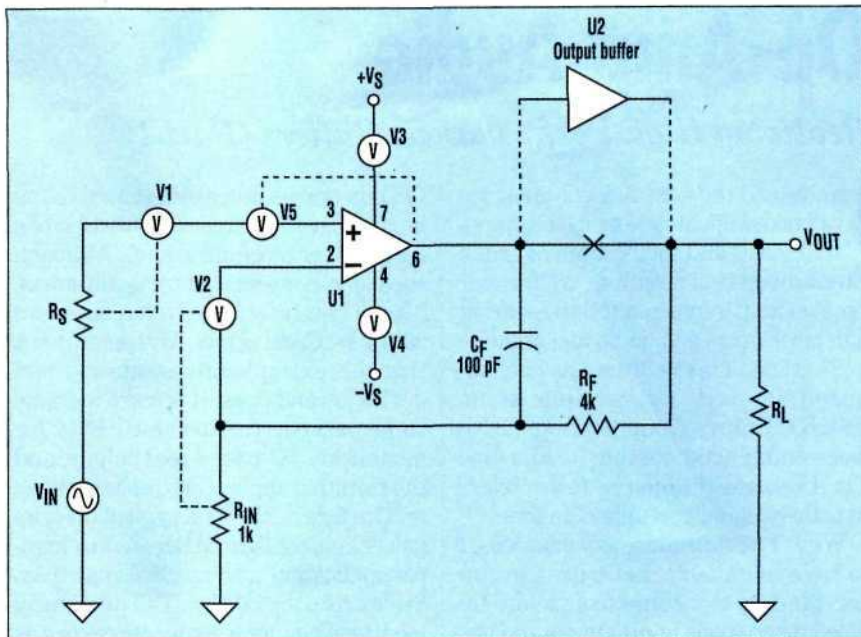 U2
Output buffer
+VS
V
V3
V1
V
V5
V
3
+
7
2
−
4
6
U1
V2
V
RS
V
V4
−VS
VOUT
CF
100 pF
RF
4k
RL
VIN
RIN
1k